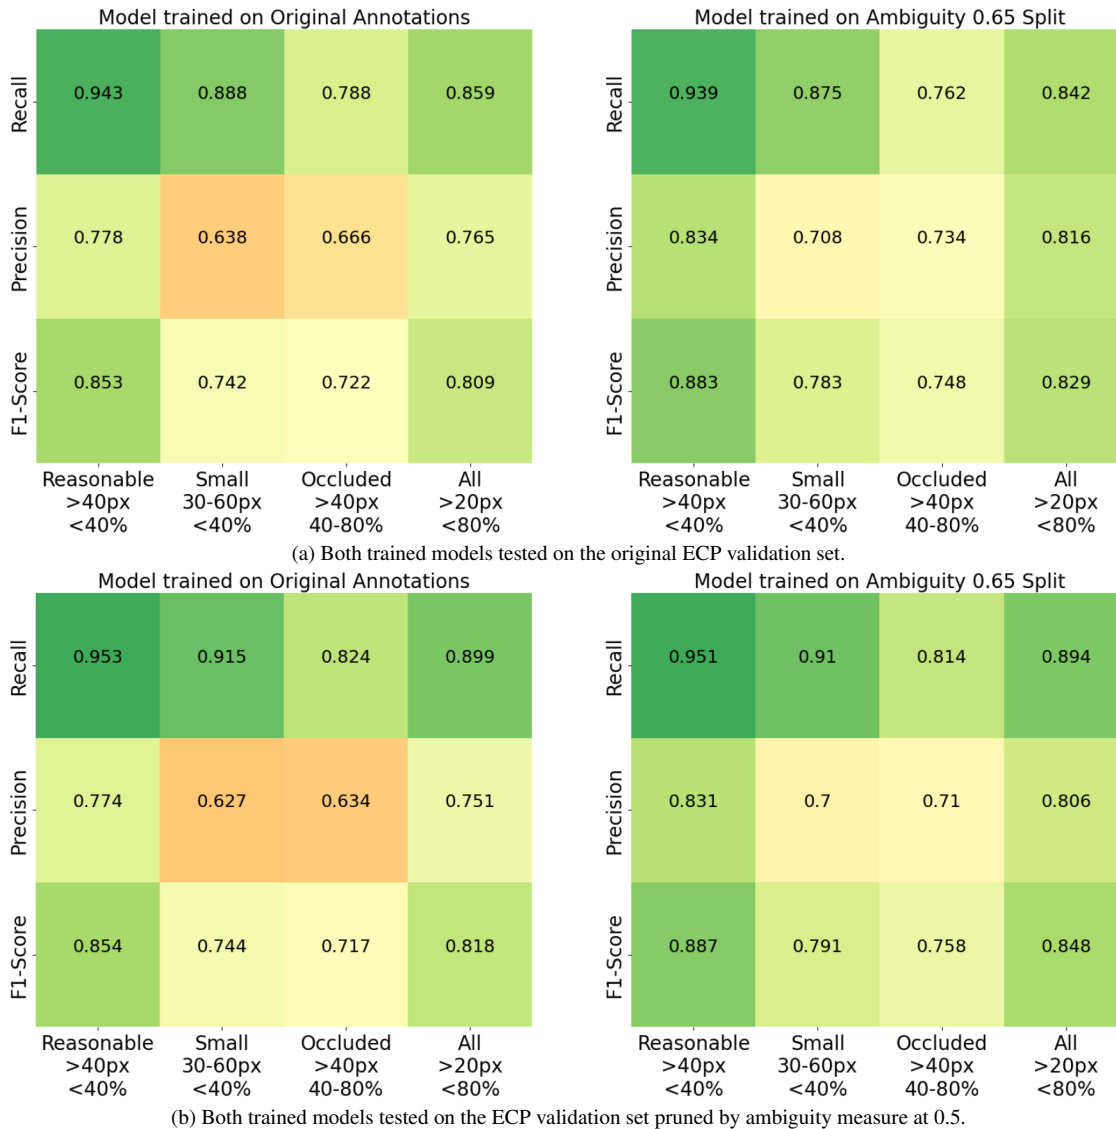 Model trained on Original Annotations
Recall
0.943 0.888 0.788 0.859
Precision
0.778 0.638 0.666 0.765
F1-Score
0.853 0.742 0.722 0.809
Reasonable Small Occluded All
>40px 30-60px >40px >20px
<40% <40% 40-80% <80%
Model trained on Ambiguity 0.65 Split
Recall
0.939 0.875 0.762 0.842
Precision
0.834 0.708 0.734 0.816
F1-Score
0.883 0.783 0.748 0.829
Reasonable Small Occluded All
>40px 30-60px >40px >20px
<40% <40% 40-80% <80%
(a) Both trained models tested on the original ECP validation set.
Model trained on Original Annotations
Recall
0.953 0.915 0.824 0.899
Precision
0.774 0.627 0.634 0.751
F1-Score
0.854 0.744 0.717 0.818
Reasonable Small Occluded All
>40px 30-60px >40px >20px
<40% <40% 40-80% <80%
Model trained on Ambiguity 0.65 Split
Recall
0.951 0.91 0.814 0.894
Precision
0.831 0.7 0.71 0.806
F1-Score
0.887 0.791 0.758 0.848
Reasonable Small Occluded All
>40px 30-60px >40px >20px
<40% <40% 40-80% <80%
(b) Both trained models tested on the ECP validation set pruned by ambiguity measure at 0.5.